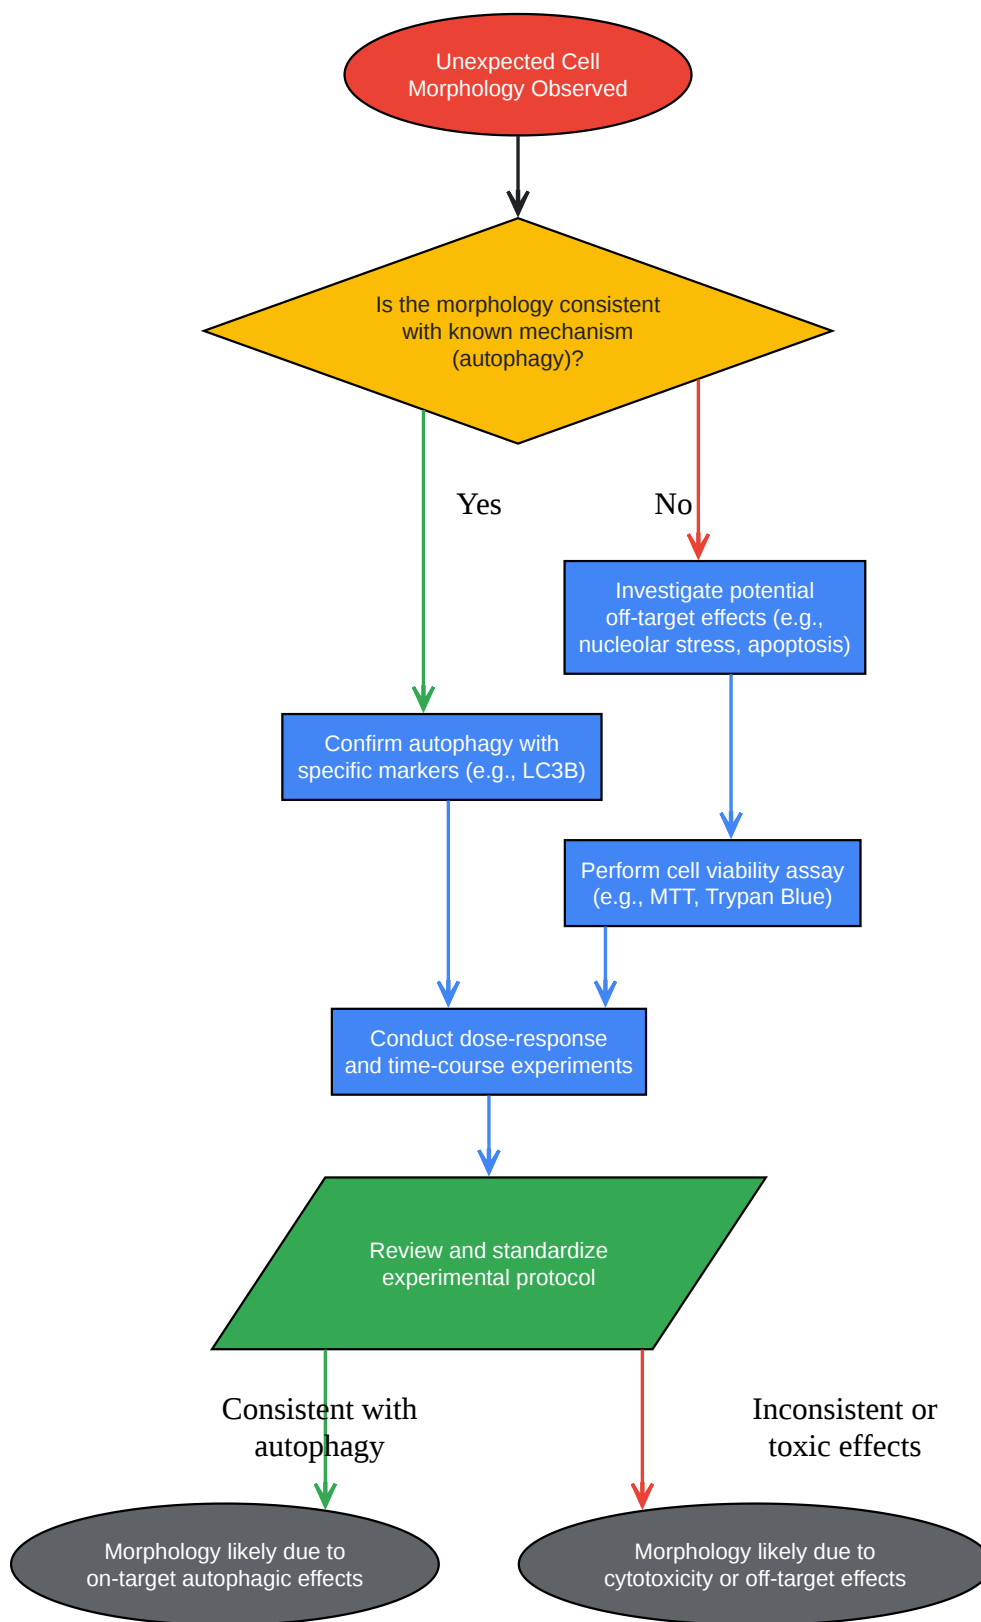 Unexpected Cell
Morphology Observed
Is the morphology consistent
with known mechanism
(autophagy)?
Yes
No
Investigate potential
off-target effects (e.g.,
nucleolar stress, apoptosis)
Confirm autophagy with
specific markers (e.g., LC3B)
Perform cell viability assay
(e.g., MTT, Trypan Blue)
Conduct dose-response
and time-course experiments
Review and standardize
experimental protocol
Consistent with
autophagy
Inconsistent or
toxic effects
Morphology likely due to
on-target autophagic effects
Morphology likely due to
cytotoxicity or off-target effects